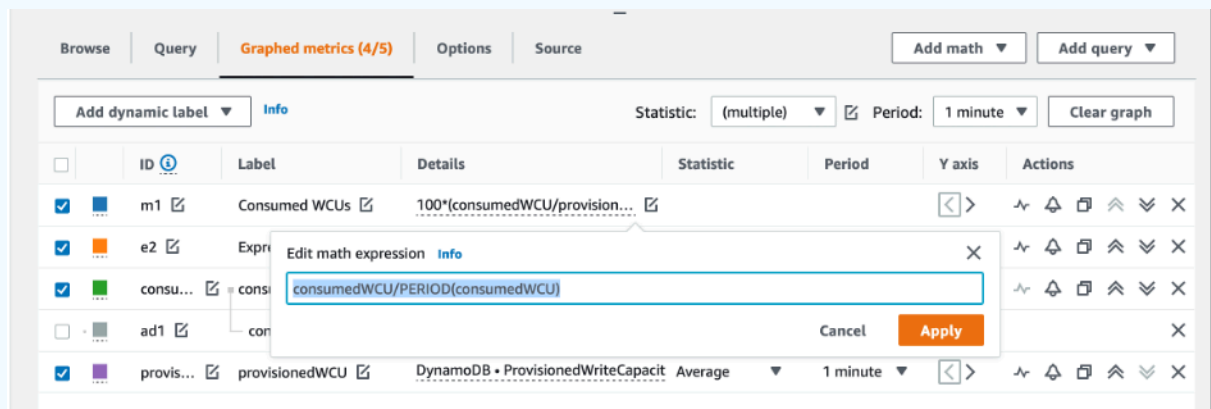 Browse Query Graphed metrics (4/5) Options Source Add math Add query
Add dynamic label Info Statistic: (multiple) Period: 1 minute Clear graph
ID Label Details Statistic Period Y axis Actions
m1 Consumed WCUs 100*(consumedWCU/provision...
e2 Expr
Edit math expression Info
consu... cons
consumedWCU/PERIOD(consumedWCU)
ad1 con
Cancel Apply
provis... provisionedWCU DynamoDB • ProvisionedWriteCapacit Average 1 minute